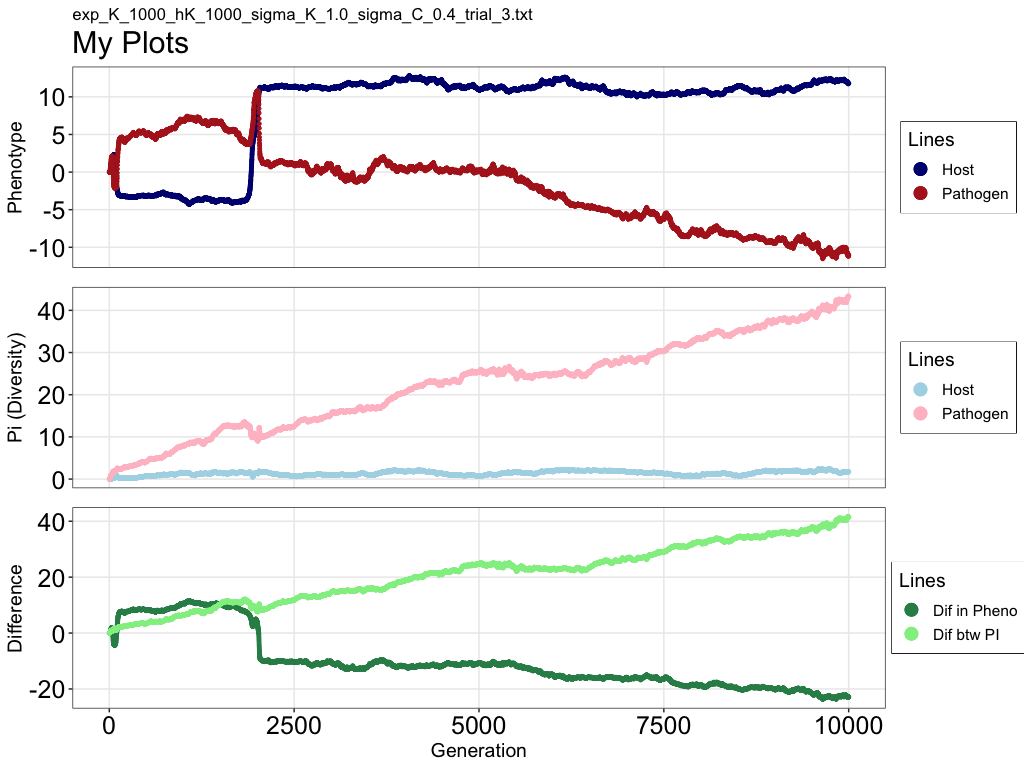 exp_K_1000_hK_1000_sigma_K_1.0_sigma_C_0.4_trial_3.txt
My Plots
Phenotype
10
5
0
-5
-10
Lines
Host
Pathogen
Pi (Diversity)
40
30
20
10
0
Lines
Host
Pathogen
Difference
40
20
0
-20
Lines
Dif in Pheno
Dif btw PI
0 2500 5000 7500 10000
Generation